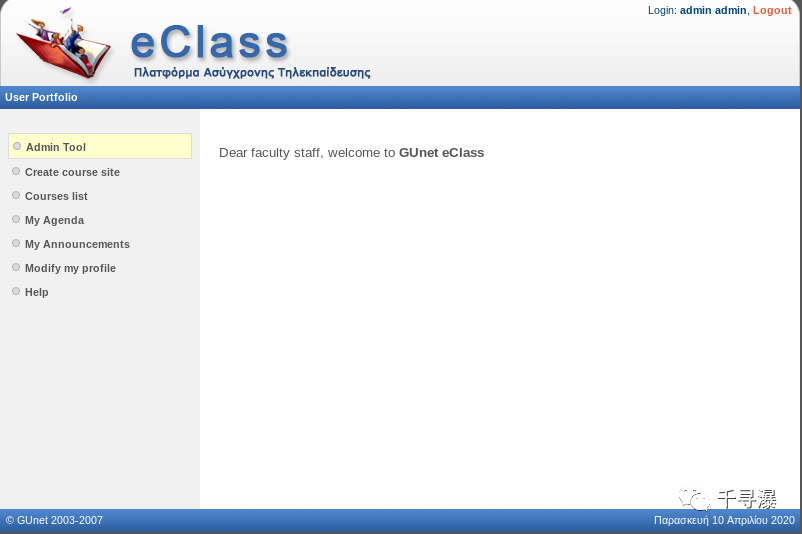 Login: admin admin, Logout
eClass
Πλατφόρμα Ασύγχρονης Τηλεκπαίδευσης
User Portfolio
Admin Tool
Create course site
Courses list
My Agenda
My Announcements
Modify my profile
Help
Dear faculty staff, welcome to GUnet eClass
千寻瀑
© GUnet 2003-2007
Παρασκευή 10 Απριλίου 2020